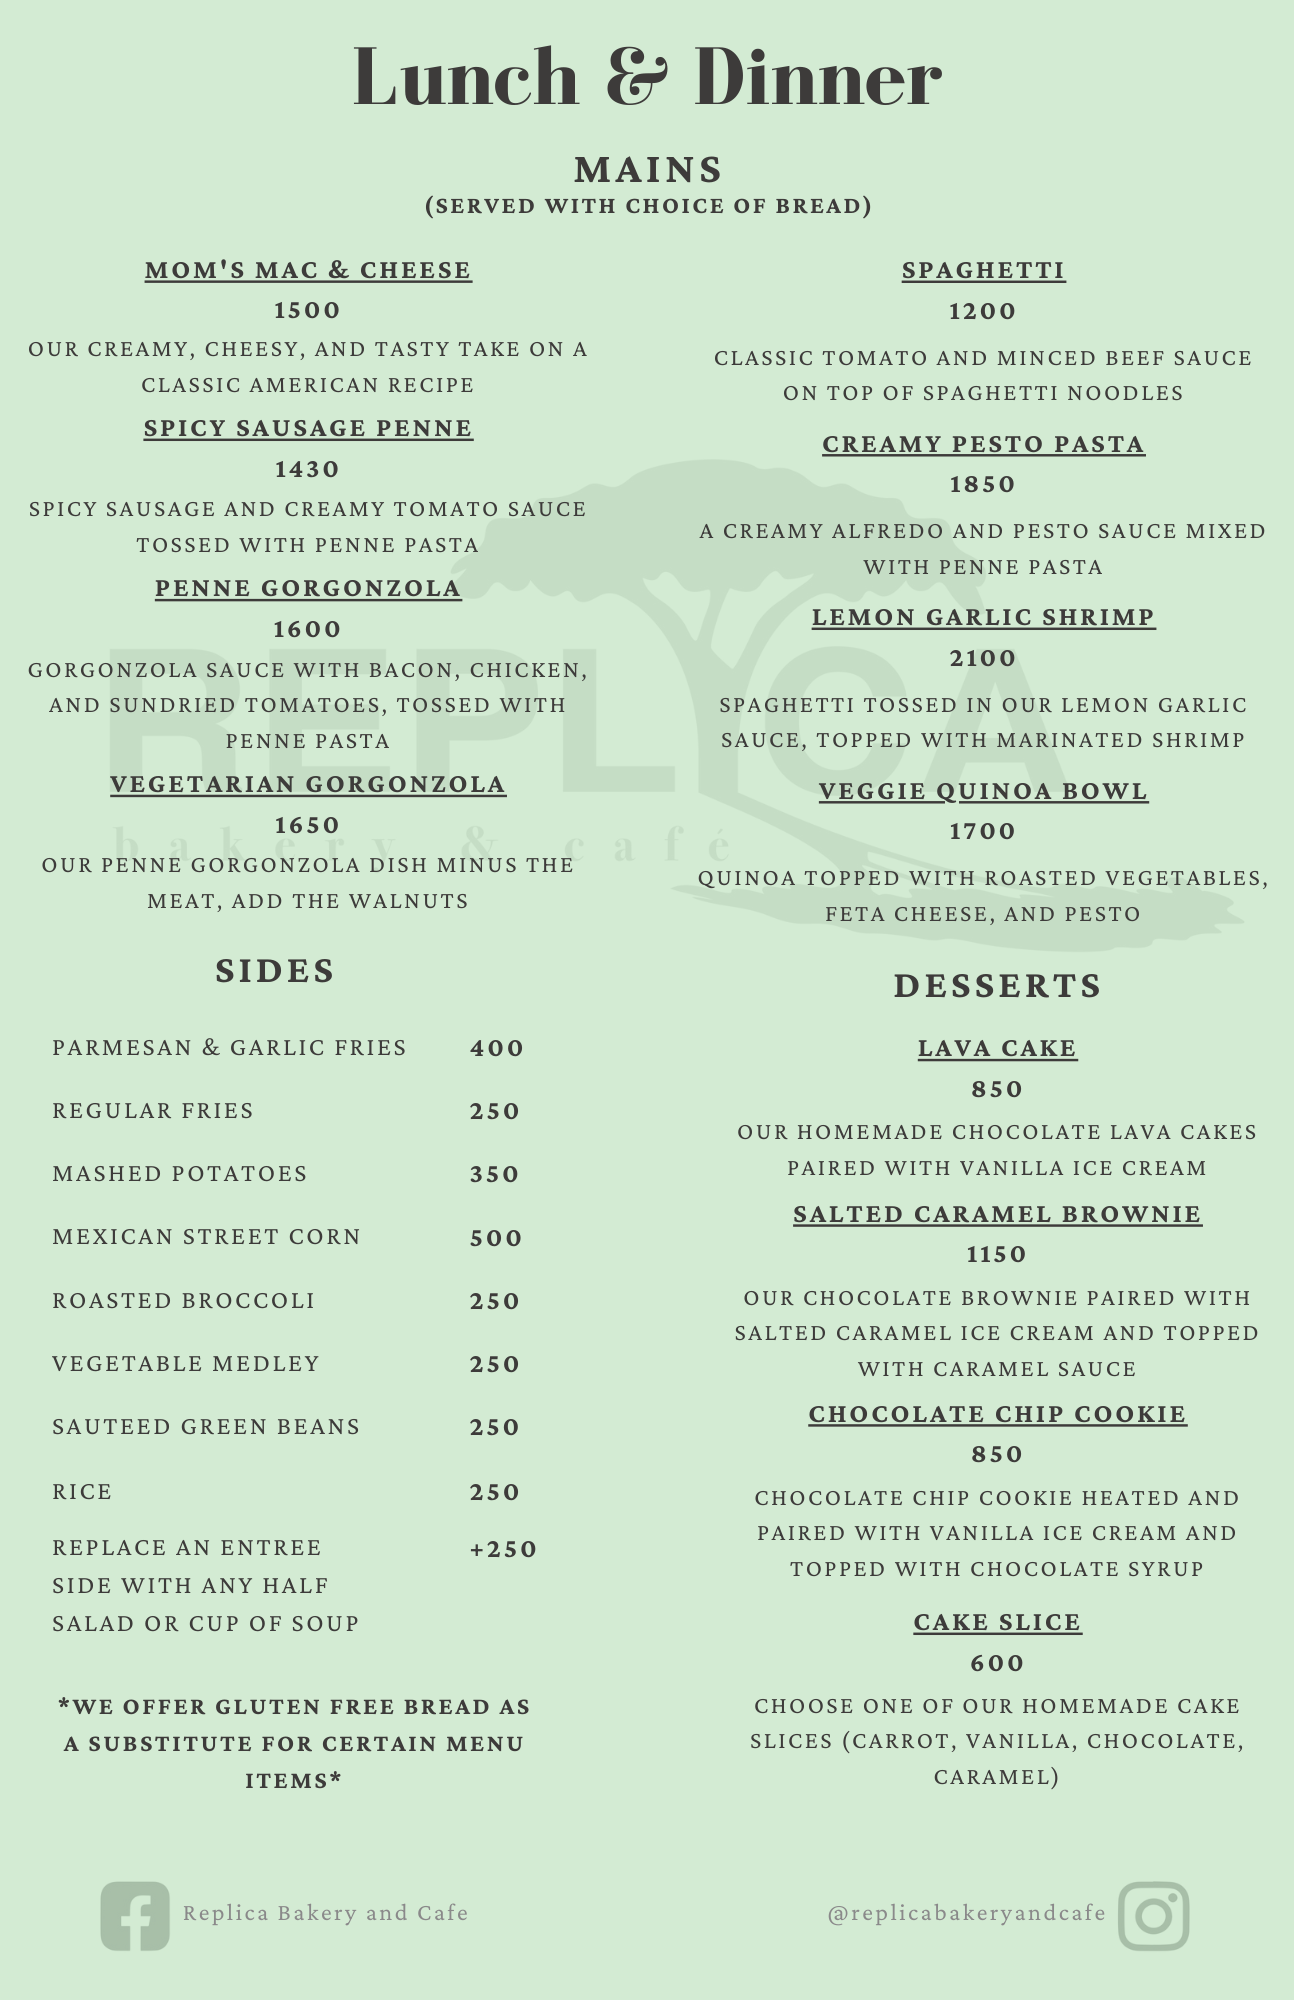 Lunch & Dinner
MAINS
(SERVED WITH CHOICE OF BREAD)
MOM'S MAC & CHEESE
1500
OUR CREAMY, CHEESY, AND TASTY TAKE ON A
CLASSIC AMERICAN RECIPE
SPICY SAUSAGE PENNE
1430
SPICY SAUSAGE AND CREAMY TOMATO SAUCE
TOSSED WITH PENNE PASTA
PENNE GORGONZOLA
1600
GORGONZOLA SAUCE WITH BACON, CHICKEN,
AND SUNDRIED TOMATOES, TOSSED WITH
PENNE PASTA
VEGETARIAN GORGONZOLA
1650
OUR PENNE GORGONZOLA DISH MINUS THE
MEAT, ADD THE WALNUTS
SPAGHETTI
1200
CLASSIC TOMATO AND MINCED BEEF SAUCE
ON TOP OF SPAGHETTI NOODLES
CREAMY PESTO PASTA
1850
A CREAMY ALFREDO AND PESTO SAUCE MIXED
WITH PENNE PASTA
LEMON GARLIC SHRIMP
2100
SPAGHETTI TOSSED IN OUR LEMON GARLIC
SAUCE, TOPPED WITH MARINATED SHRIMP
VEGGIE QUINOA BOWL
1700
QUINOA TOPPED WITH ROASTED VEGETABLES,
FETA CHEESE, AND PESTO
REPLICA
bakery & café
SIDES
PARMESAN & GARLIC FRIES 400
REGULAR FRIES 250
MASHED POTATOES 350
MEXICAN STREET CORN 500
ROASTED BROCCOLI 250
VEGETABLE MEDLEY 250
SAUTEED GREEN BEANS 250
RICE 250
REPLACE AN ENTREE +250
SIDE WITH ANY HALF
SALAD OR CUP OF SOUP
*WE OFFER GLUTEN FREE BREAD AS
A SUBSTITUTE FOR CERTAIN MENU
ITEMS*
DESSERTS
LAVA CAKE
850
OUR HOMEMADE CHOCOLATE LAVA CAKES
PAIRED WITH VANILLA ICE CREAM
SALTED CARAMEL BROWNIE
1150
OUR CHOCOLATE BROWNIE PAIRED WITH
SALTED CARAMEL ICE CREAM AND TOPPED
WITH CARAMEL SAUCE
CHOCOLATE CHIP COOKIE
850
CHOCOLATE CHIP COOKIE HEATED AND
PAIRED WITH VANILLA ICE CREAM AND
TOPPED WITH CHOCOLATE SYRUP
CAKE SLICE
600
CHOOSE ONE OF OUR HOMEMADE CAKE
SLICES (CARROT, VANILLA, CHOCOLATE,
CARAMEL)
Replica Bakery and Cafe
@replicabakeryandcafe